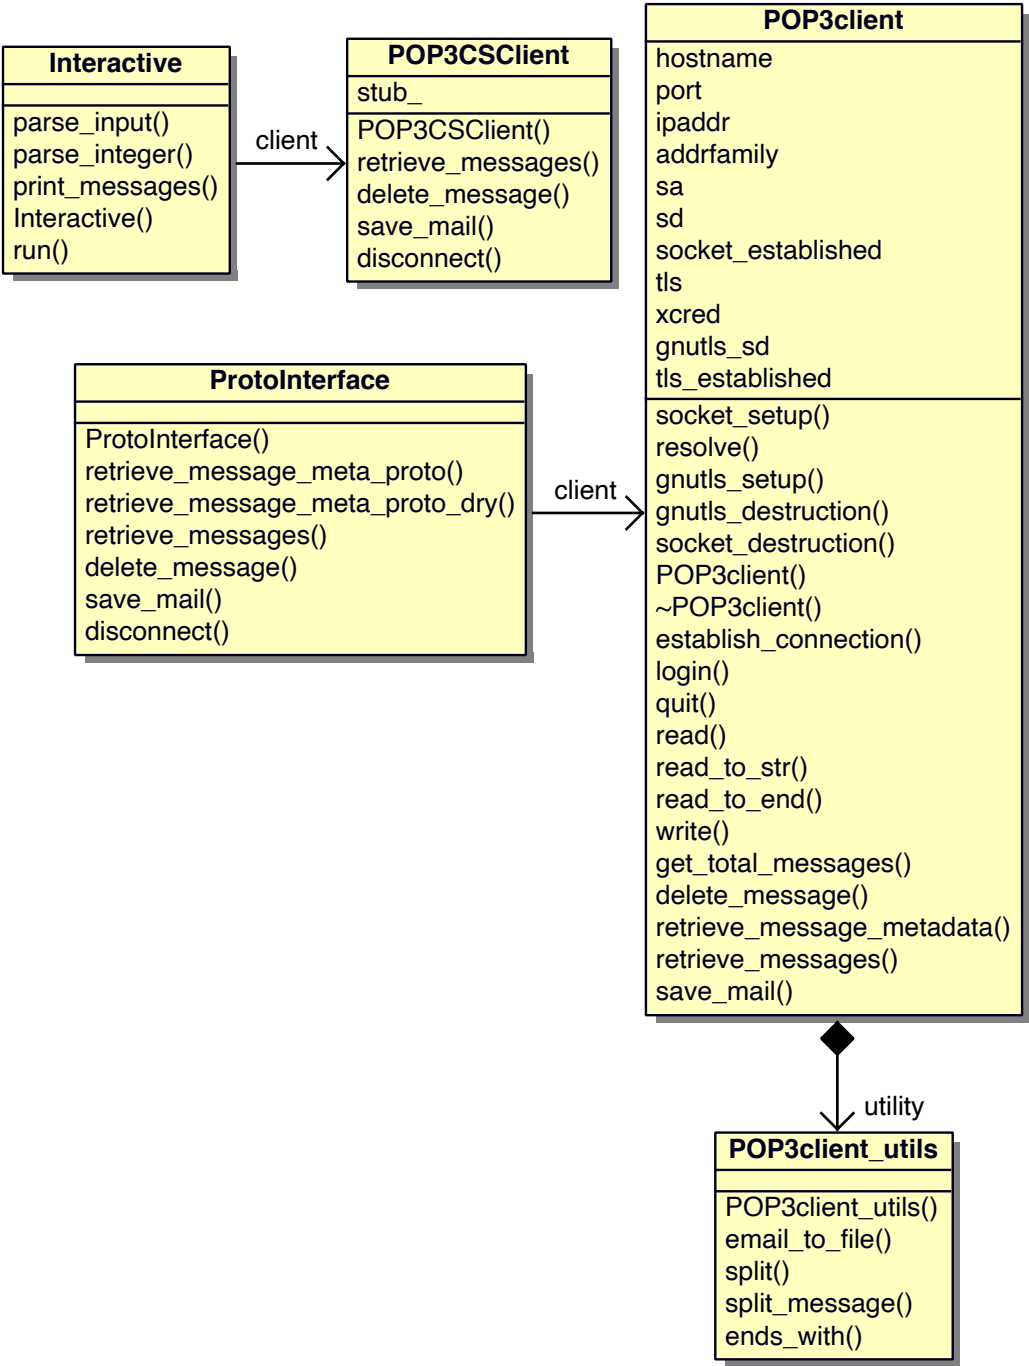 Interactive
parse_input()
parse_integer()
print_messages()
Interactive()
run()
client
POP3CSClient
stub_
POP3CSClient()
retrieve_messages()
delete_message()
save_mail()
disconnect()
ProtoInterface
ProtoInterface()
retrieve_message_meta_proto()
retrieve_message_meta_proto_dry()
retrieve_messages()
delete_message()
save_mail()
disconnect()
client
POP3client
hostname
port
ipaddr
addrfamily
sa
sd
socket_established
tls
xcred
gnutls_sd
tls_established
socket_setup()
resolve()
gnutls_setup()
gnutls_destruction()
socket_destruction()
POP3client()
~POP3client()
establish_connection()
login()
quit()
read()
read_to_str()
read_to_end()
write()
get_total_messages()
delete_message()
retrieve_message_metadata()
retrieve_messages()
save_mail()
utility
POP3client_utils
POP3client_utils()
email_to_file()
split()
split_message()
ends_with()